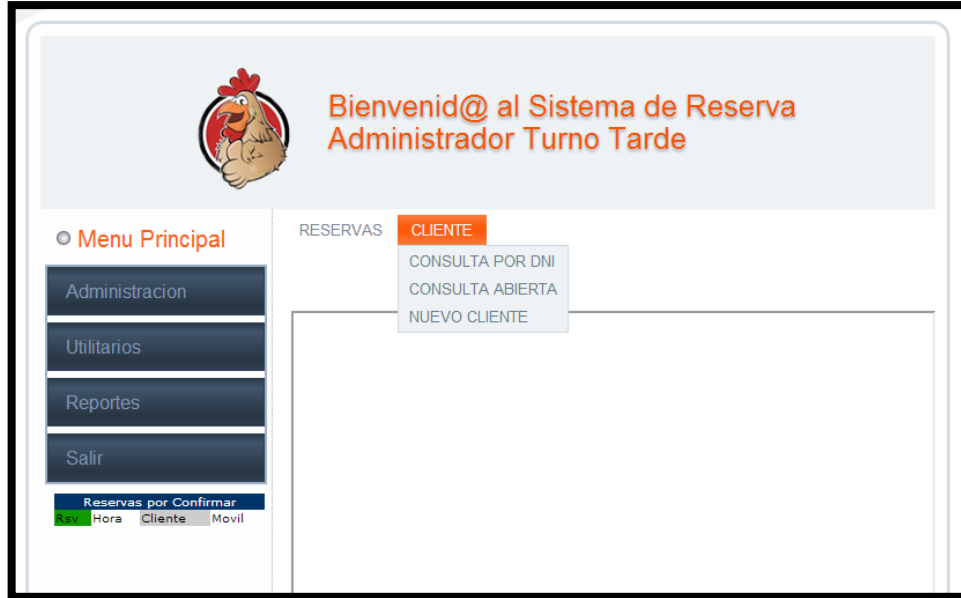 Bienvenid@ al Sistema de Reserva
Administrador Turno Tarde
Menu Principal
Administracion
Utilitarios
Reportes
Salir
Reservas por Confirmar
Rsv Hora Cliente Movil
RESERVAS CLIENTE
CONSULTA POR DNI
CONSULTA ABIERTA
NUEVO CLIENTE